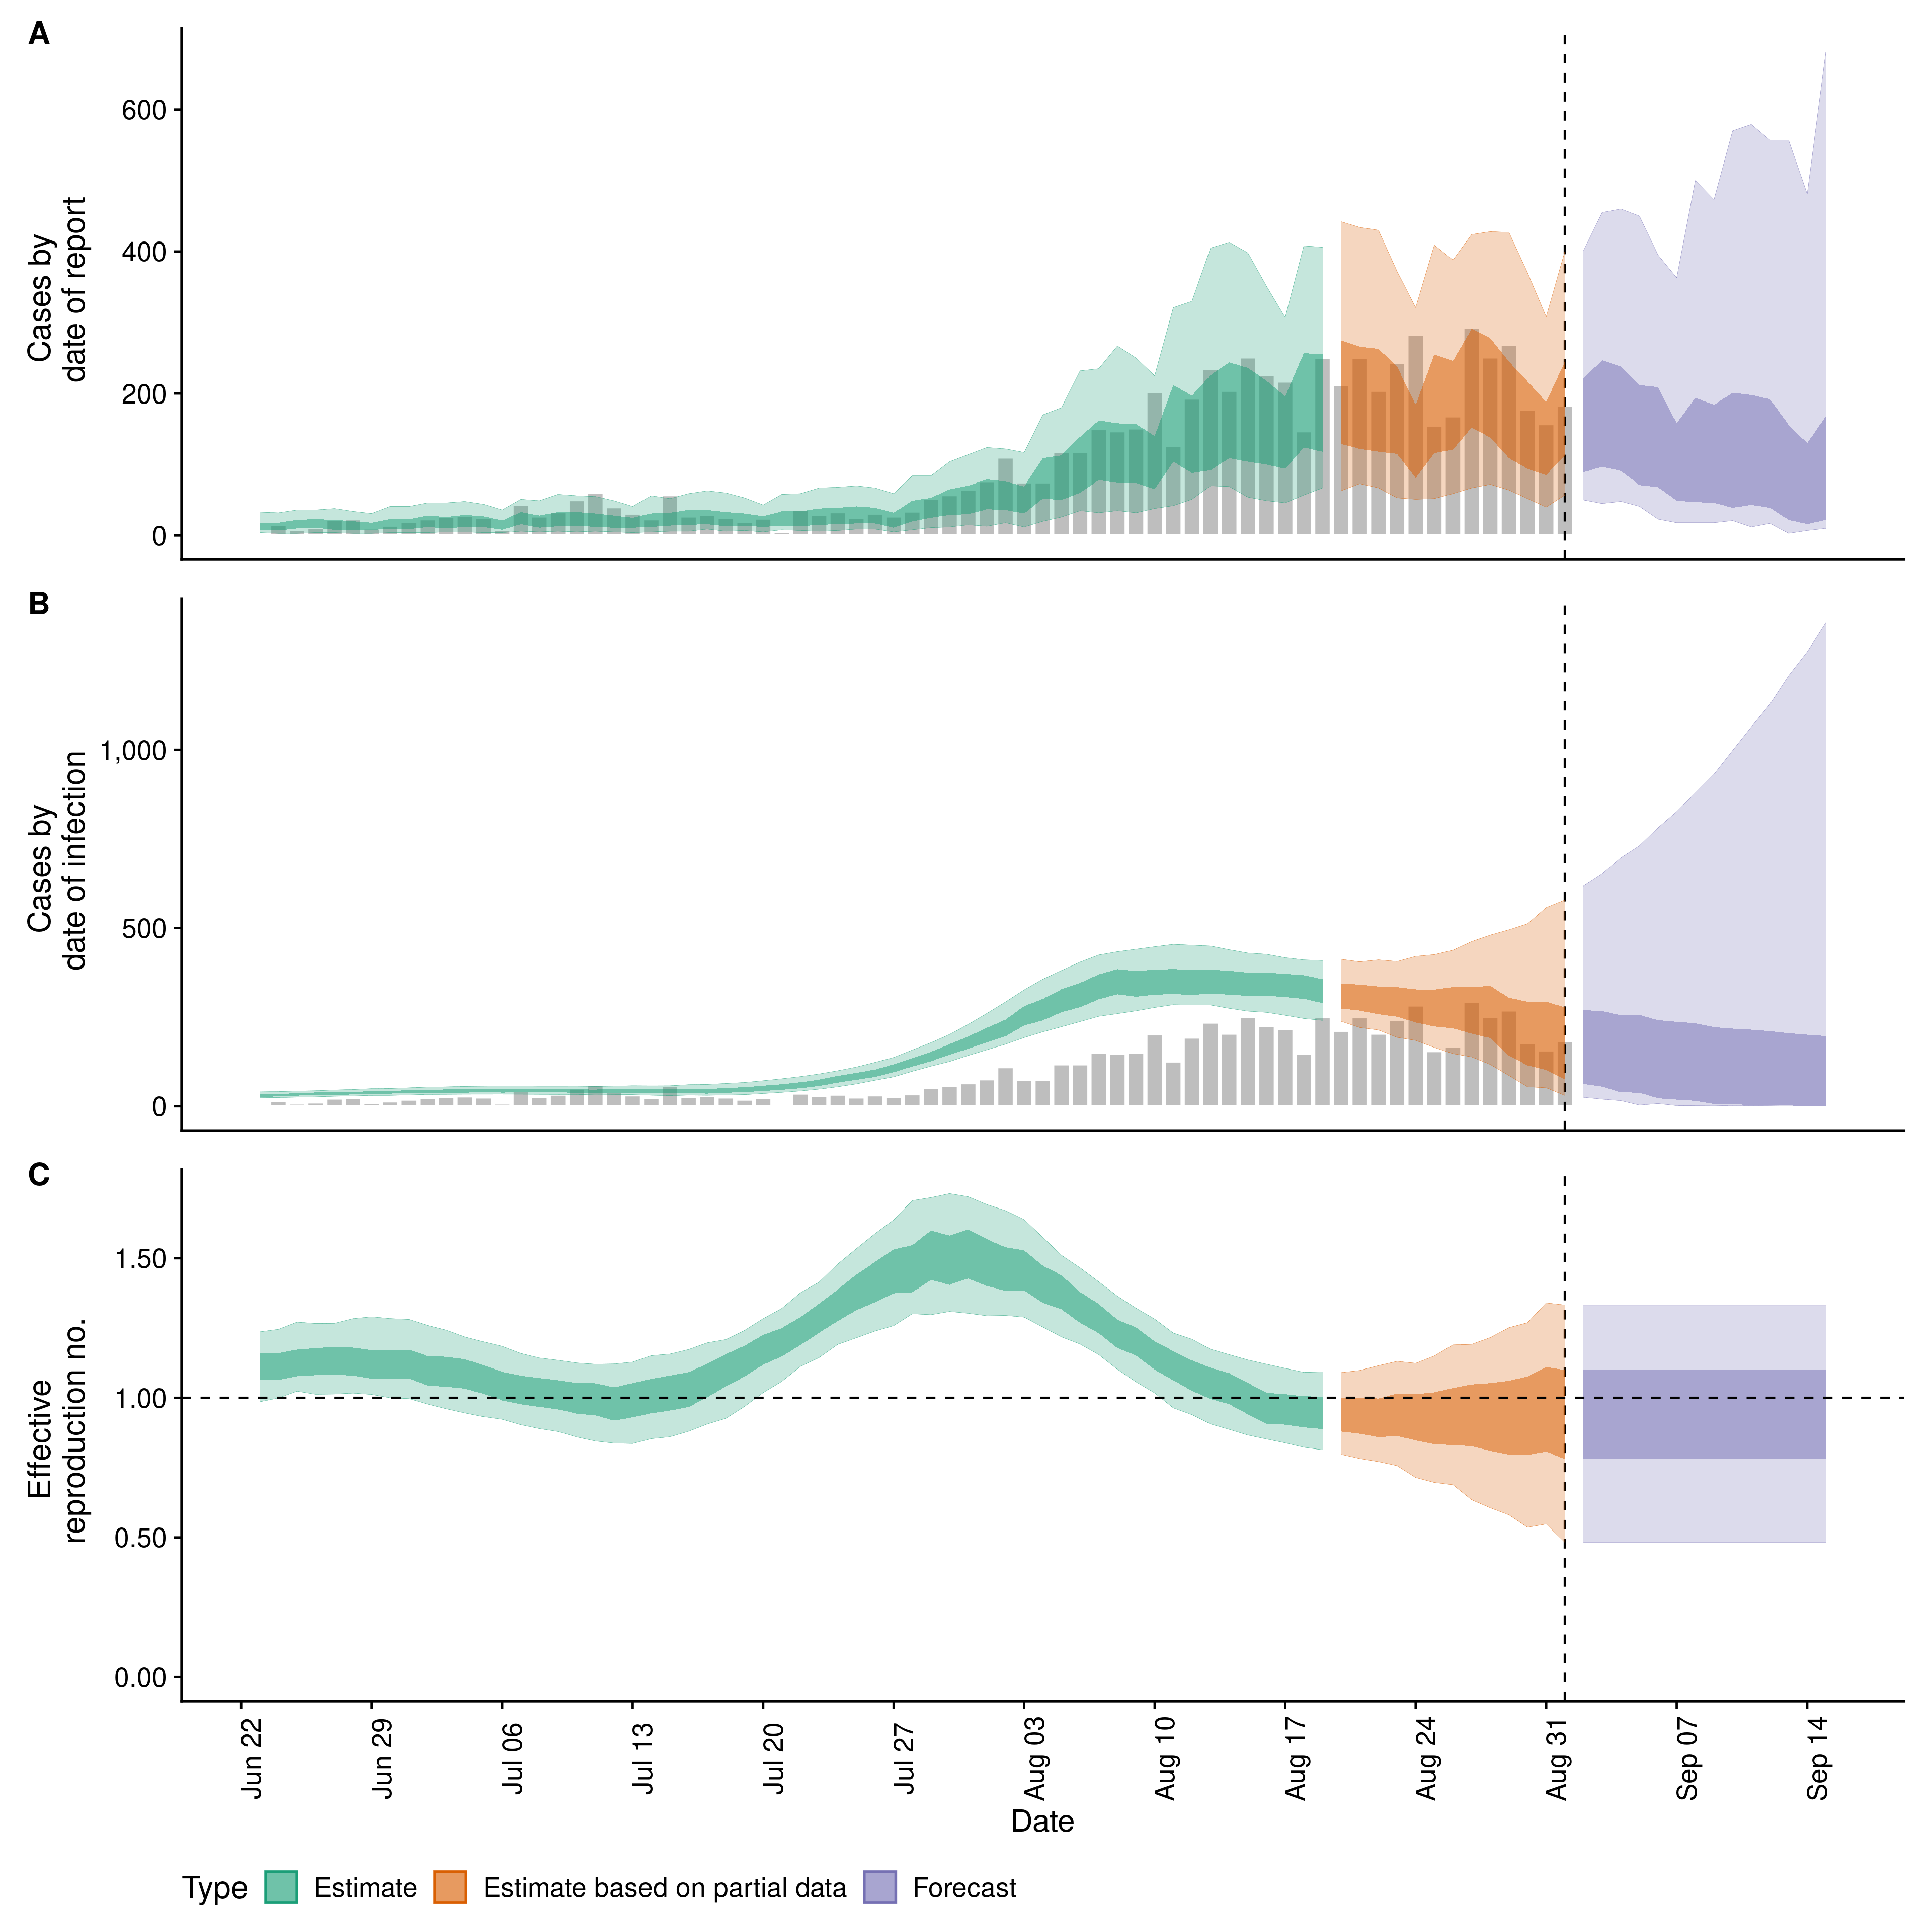 A
Cases by
date of report
600
400
200
0
B
Cases by
date of infection
1,000
500
0
C
Effective
reproduction no.
1.50
1.00
0.50
0.00
Jun 22
Jun 29
Jul 06
Jul 13
Jul 20
Jul 27
Aug 03
Aug 10
Aug 17
Aug 24
Aug 31
Sep 07
Sep 14
Date
Type Estimate Estimate based on partial data Forecast